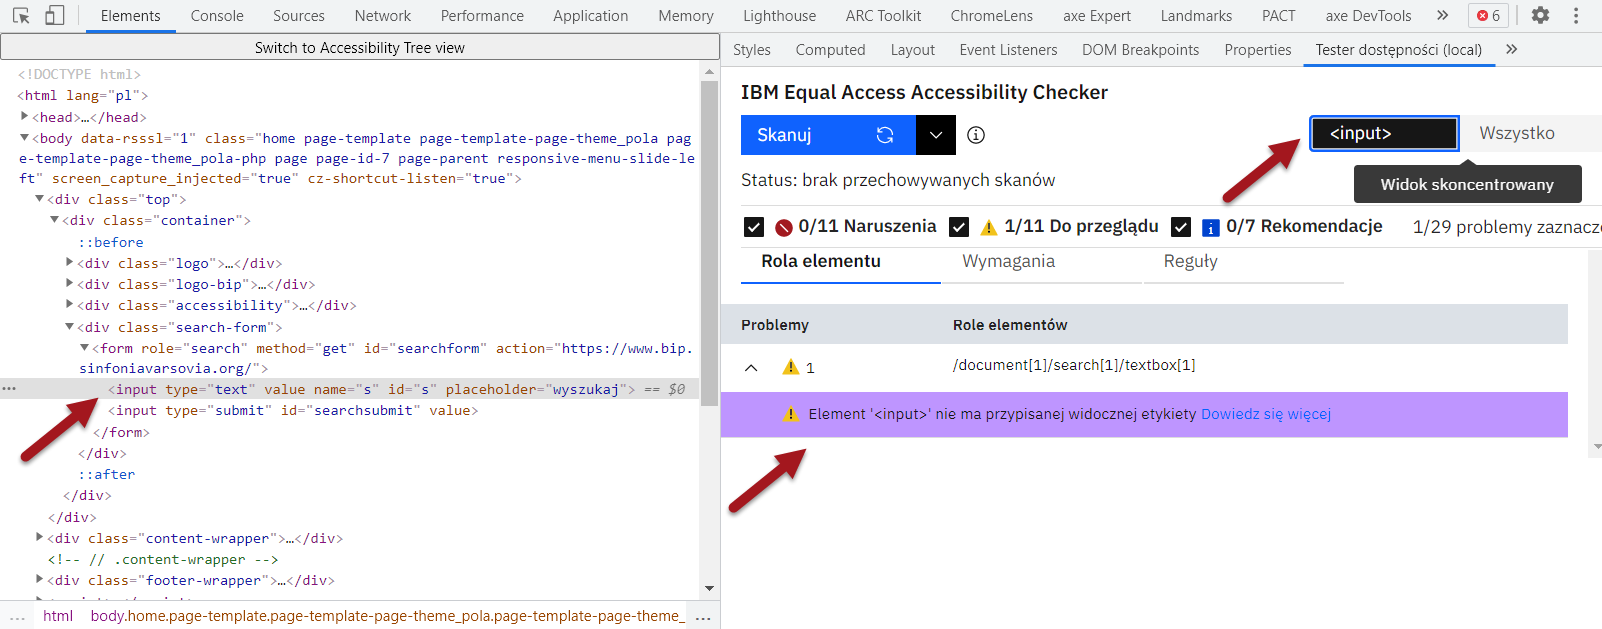 Elements Console Sources Network Performance Application Memory Lighthouse ARC Toolkit ChromeLens axe Expert Landmarks PACT axe DevTools » 6
Switch to Accessibility Tree view
<!DOCTYPE html>
<html lang="pl">
<head>…</head>
<body data-rsssl="1" class="home page-template page-template-page-theme_pola pag
e-template-page-theme_pola-php page page-id-7 page-parent responsive-menu-slide-le
ft" screen_capture_injected="true" cz-shortcut-listen="true">
<div class="top">
<div class="container">
::before
<div class="logo">…</div>
<div class="logo-bip">…</div>
<div class="accessibility">…</div>
<div class="search-form">
<form role="search" method="get" id="searchform" action="https://www.bip.
sinfoniavarsovia.org/">
… <input type="text" value name="s" id="s" placeholder="wyszukaj"> == $0
<input type="submit" id="searchsubmit" value>
</form>
</div>
::after
</div>
</div>
<div class="content-wrapper">…</div>
<!-- // .content-wrapper -->
<div class="footer-wrapper">…</div>
... html body.home.page-template.page-template-page-theme_pola.page-template-page-theme_ ...
Styles Computed Layout Event Listeners DOM Breakpoints Properties Tester dostępności (local) »
IBM Equal Access Accessibility Checker
Skanuj <input> Wszystko
Widok skoncentrowany
Status: brak przechowywanych skanów
0/11 Naruszenia 1/11 Do przeglądu 0/7 Rekomendacje 1/29 problemy zaznacz
Rola elementu Wymagania Reguły
Problemy Role elementów
1 /document[1]/search[1]/textbox[1]
Element '<input>' nie ma przypisanej widocznej etykiety Dowiedz się więcej